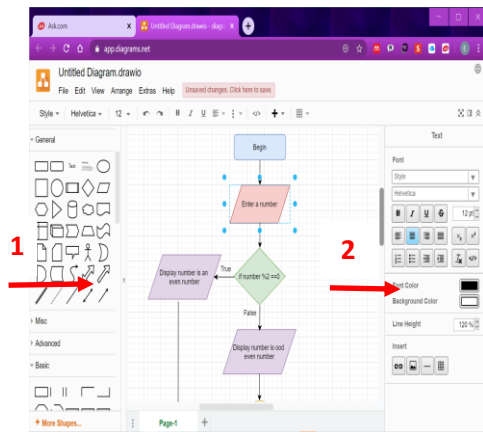 Ask.com
Untitled Diagram.drawio - diagr
app.diagrams.net
Untitled Diagram.drawio
File Edit View Arrange Extras Help Unsaved changes. Click here to save.
Style Helvetica 12 B I U
General
Text
1
Misc
Advanced
Basic
+ More Shapes...
Begin
Enter a number
if number %2 ==0
True
Display number is an
even number
False
Display number is ood
even number
Page-1
2
Text
Font
Style
Helvetica
B I U S 12 pt
Font Color
Background Color
Line Height 120 %
Insert